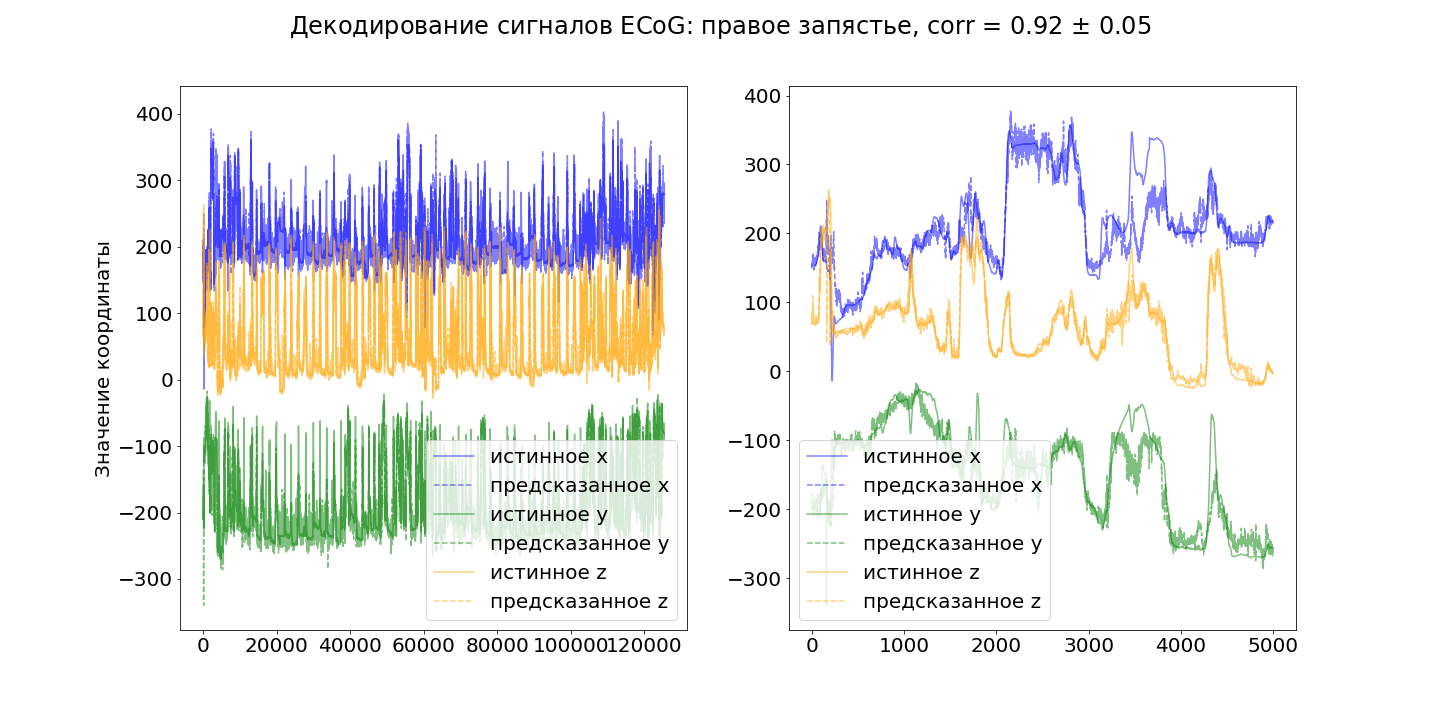 Декодирование сигналов ECoG: правое запястье, corr = 0.92 ± 0.05
Значение координаты
400
300
200
100
0
−100
−200
−300
0
20000
40000
60000
80000
100000
120000
истинное x
предсказанное x
истинное y
предсказанное y
истинное z
предсказанное z
400
300
200
100
0
−100
−200
−300
0
1000
2000
3000
4000
5000
истинное x
предсказанное x
истинное y
предсказанное y
истинное z
предсказанное z